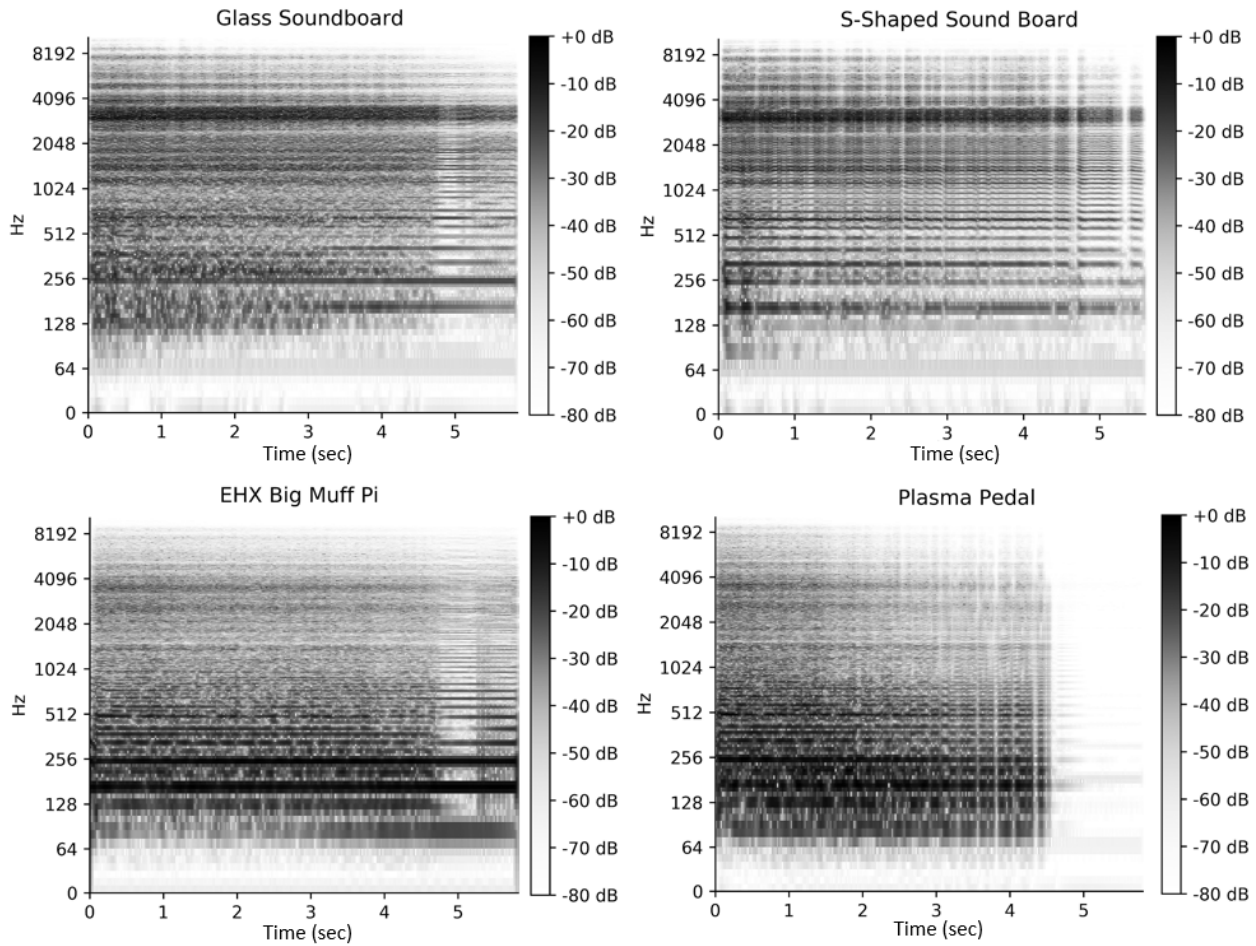 Glass Soundboard
8192
4096
2048
1024
512
256
128
64
0
Hz
0 1 2 3 4 5
Time (sec)
+0 dB
-10 dB
-20 dB
-30 dB
-40 dB
-50 dB
-60 dB
-70 dB
-80 dB
S-Shaped Sound Board
8192
4096
2048
1024
512
256
128
64
0
Hz
0 1 2 3 4 5
Time (sec)
+0 dB
-10 dB
-20 dB
-30 dB
-40 dB
-50 dB
-60 dB
-70 dB
-80 dB
EHX Big Muff Pi
8192
4096
2048
1024
512
256
128
64
0
Hz
0 1 2 3 4 5
Time (sec)
+0 dB
-10 dB
-20 dB
-30 dB
-40 dB
-50 dB
-60 dB
-70 dB
-80 dB
Plasma Pedal
8192
4096
2048
1024
512
256
128
64
0
Hz
0 1 2 3 4 5
Time (sec)
+0 dB
-10 dB
-20 dB
-30 dB
-40 dB
-50 dB
-60 dB
-70 dB
-80 dB